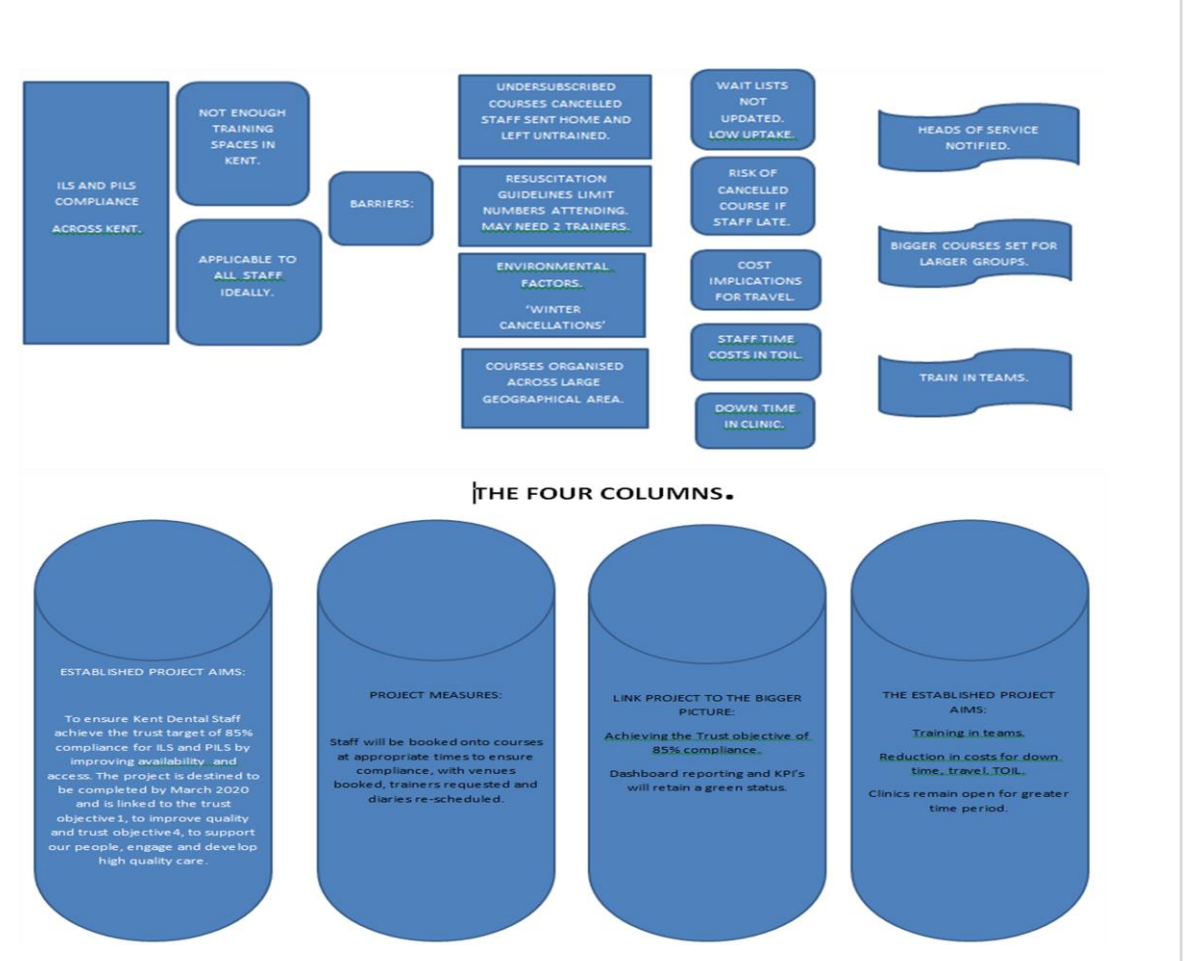 ILS AND PILS
COMPLIANCE
ACROSS KENT.
NOT ENOUGH
TRAINING
SPACES IN
KENT.
APPLICABLE TO
ALL STAFF
IDEALLY.
BARRIERS:
UNDERSUBSCRIBED
COURSES CANCELLED
STAFF SENT HOME AND
LEFT UNTRAINED.
RESUSCITATION
GUIDELINES LIMIT
NUMBERS ATTENDING.
MAY NEED 2 TRAINERS.
ENVIRONMENTAL
FACTORS.
'WINTER
CANCELLATIONS'
COURSES ORGANISED
ACROSS LARGE
GEOGRAPHICAL AREA.
WAIT LISTS
NOT
UPDATED.
LOW UPTAKE.
RISK OF
CANCELLED
COURSE IF
STAFF LATE.
COST
IMPLICATIONS
FOR TRAVEL.
STAFF TIME
COSTS IN TOIL.
DOWN TIME
IN CLINIC.
HEADS OF SERVICE
NOTIFIED.
BIGGER COURSES SET FOR
LARGER GROUPS.
TRAIN IN TEAMS.
THE FOUR COLUMNS.
ESTABLISHED PROJECT AIMS:
To ensure Kent Dental Staff
achieve the trust target of 85%
compliance for ILS and PILS by
improving availability and
access. The project is destined to
be completed by March 2020
and is linked to the trust
objective1, to improve quality
and trust objective4, to support
our people, engage and develop
high quality care.
PROJECT MEASURES:
Staff will be booked onto courses
at appropriate times to ensure
compliance, with venues
booked, trainers requested and
diaries re-scheduled.
LINK PROJECT TO THE BIGGER
PICTURE:
Achieving the Trust objective of
85% compliance.
Dashboard reporting and KPI's
will retain a green status.
THE ESTABLISHED PROJECT
AIMS:
Training in teams.
Reduction in costs for down
time, travel, TOIL.
Clinics remain open for greater
time period.